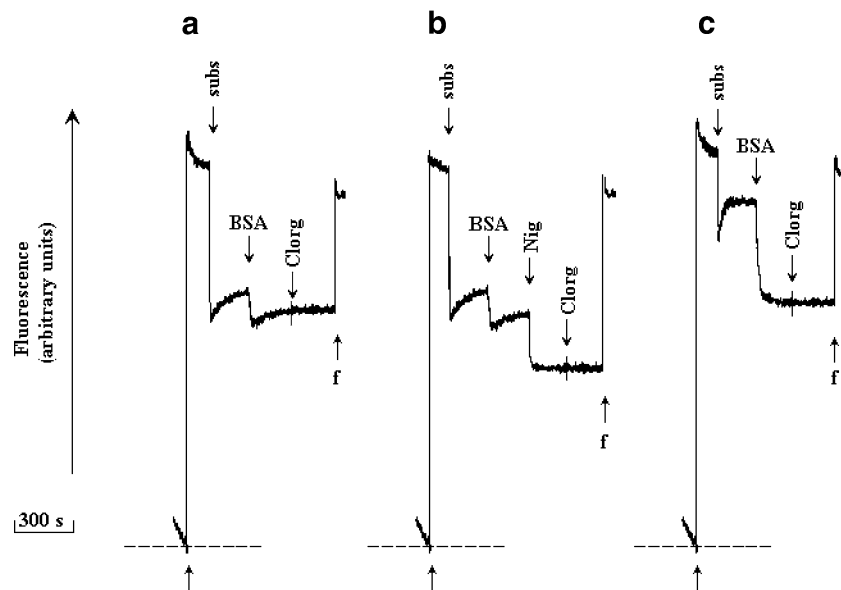 a
b
c
subs
BSA
Clorg
f
subs
BSA
Nig
Clorg
f
subs
BSA
Clorg
f
Fluorescence
(arbitrary units)
300 s